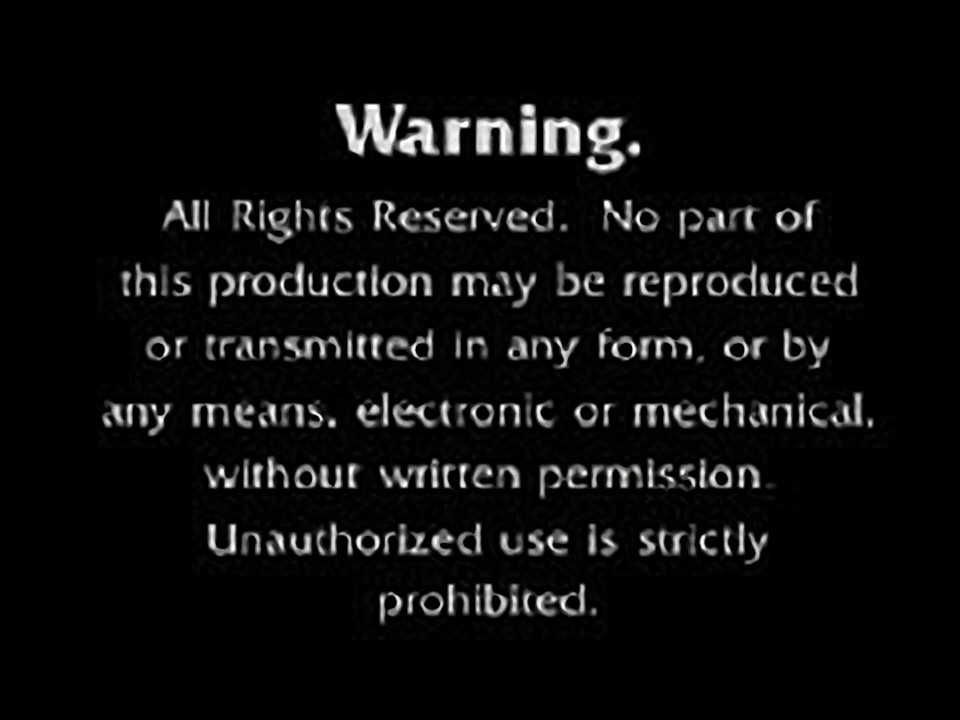 Warning.
All Rights Reserved. No part of
this production may be reproduced
or transmitted in any form, or by
any means, electronic or mechanical,
without written permission.
Unauthorized use is strictly
prohibited.